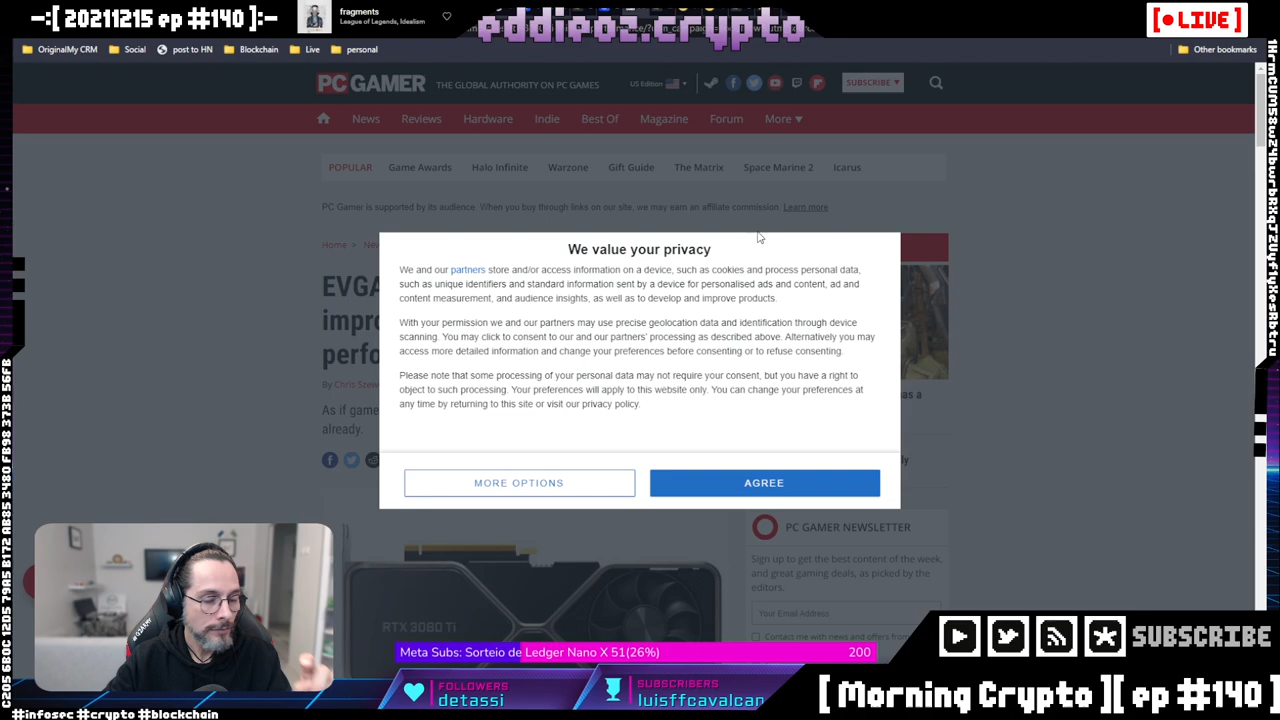 -:[ 20211215 ep #140 ]:-
fragments
League of Legends, Idealism
eddieoz.crypto
[● LIVE ]
OriginalMy CRM
Social
post to HN
Blockchain
Live
personal
Other bookmarks
PC GAMER
THE GLOBAL AUTHORITY ON PC GAMES
US Edition
SUBSCRIBE
News
Reviews
Hardware
Indie
Best Of
Magazine
Forum
More
POPULAR
Game Awards
Halo Infinite
Warzone
Gift Guide
The Matrix
Space Marine 2
Icarus
PC Gamer is supported by its audience. When you buy through links on our site, we may earn an affiliate commission. Learn more
Home
EVGA
By Chris
As if game
already.
We value your privacy
We and our partners store and/or access information on a device, such as cookies and process personal data,
such as unique identifiers and standard information sent by a device for personalised ads and content, ad and
content measurement, and audience insights, as well as to develop and improve products.
With your permission we and our partners may use precise geolocation data and identification through device
scanning. You may click to consent to our and our partners' processing as described above. Alternatively you may
access more detailed information and change your preferences before consenting or to refuse consenting.
Please note that some processing of your personal data may not require your consent, but you have a right to
object to such processing. Your preferences will apply to this website only. You can change your preferences at
any time by returning to this site or visit our privacy policy.
MORE OPTIONS
AGREE
PC GAMER NEWSLETTER
Sign up to get the best content of the week,
and great gaming deals, as picked by the
editors.
Your Email Address
Contact me with news and offers from
RTX 3080 TI
Meta Subs: Sorteio de Ledger Nano X 51(26%)
200
FOLLOWERS
detassi
SUBSCRIBERS
luisffcavalcan
SUBSCRIBE
[ Morning Crypto ][ ep #140 ]
#infosec #crypto #blockchain